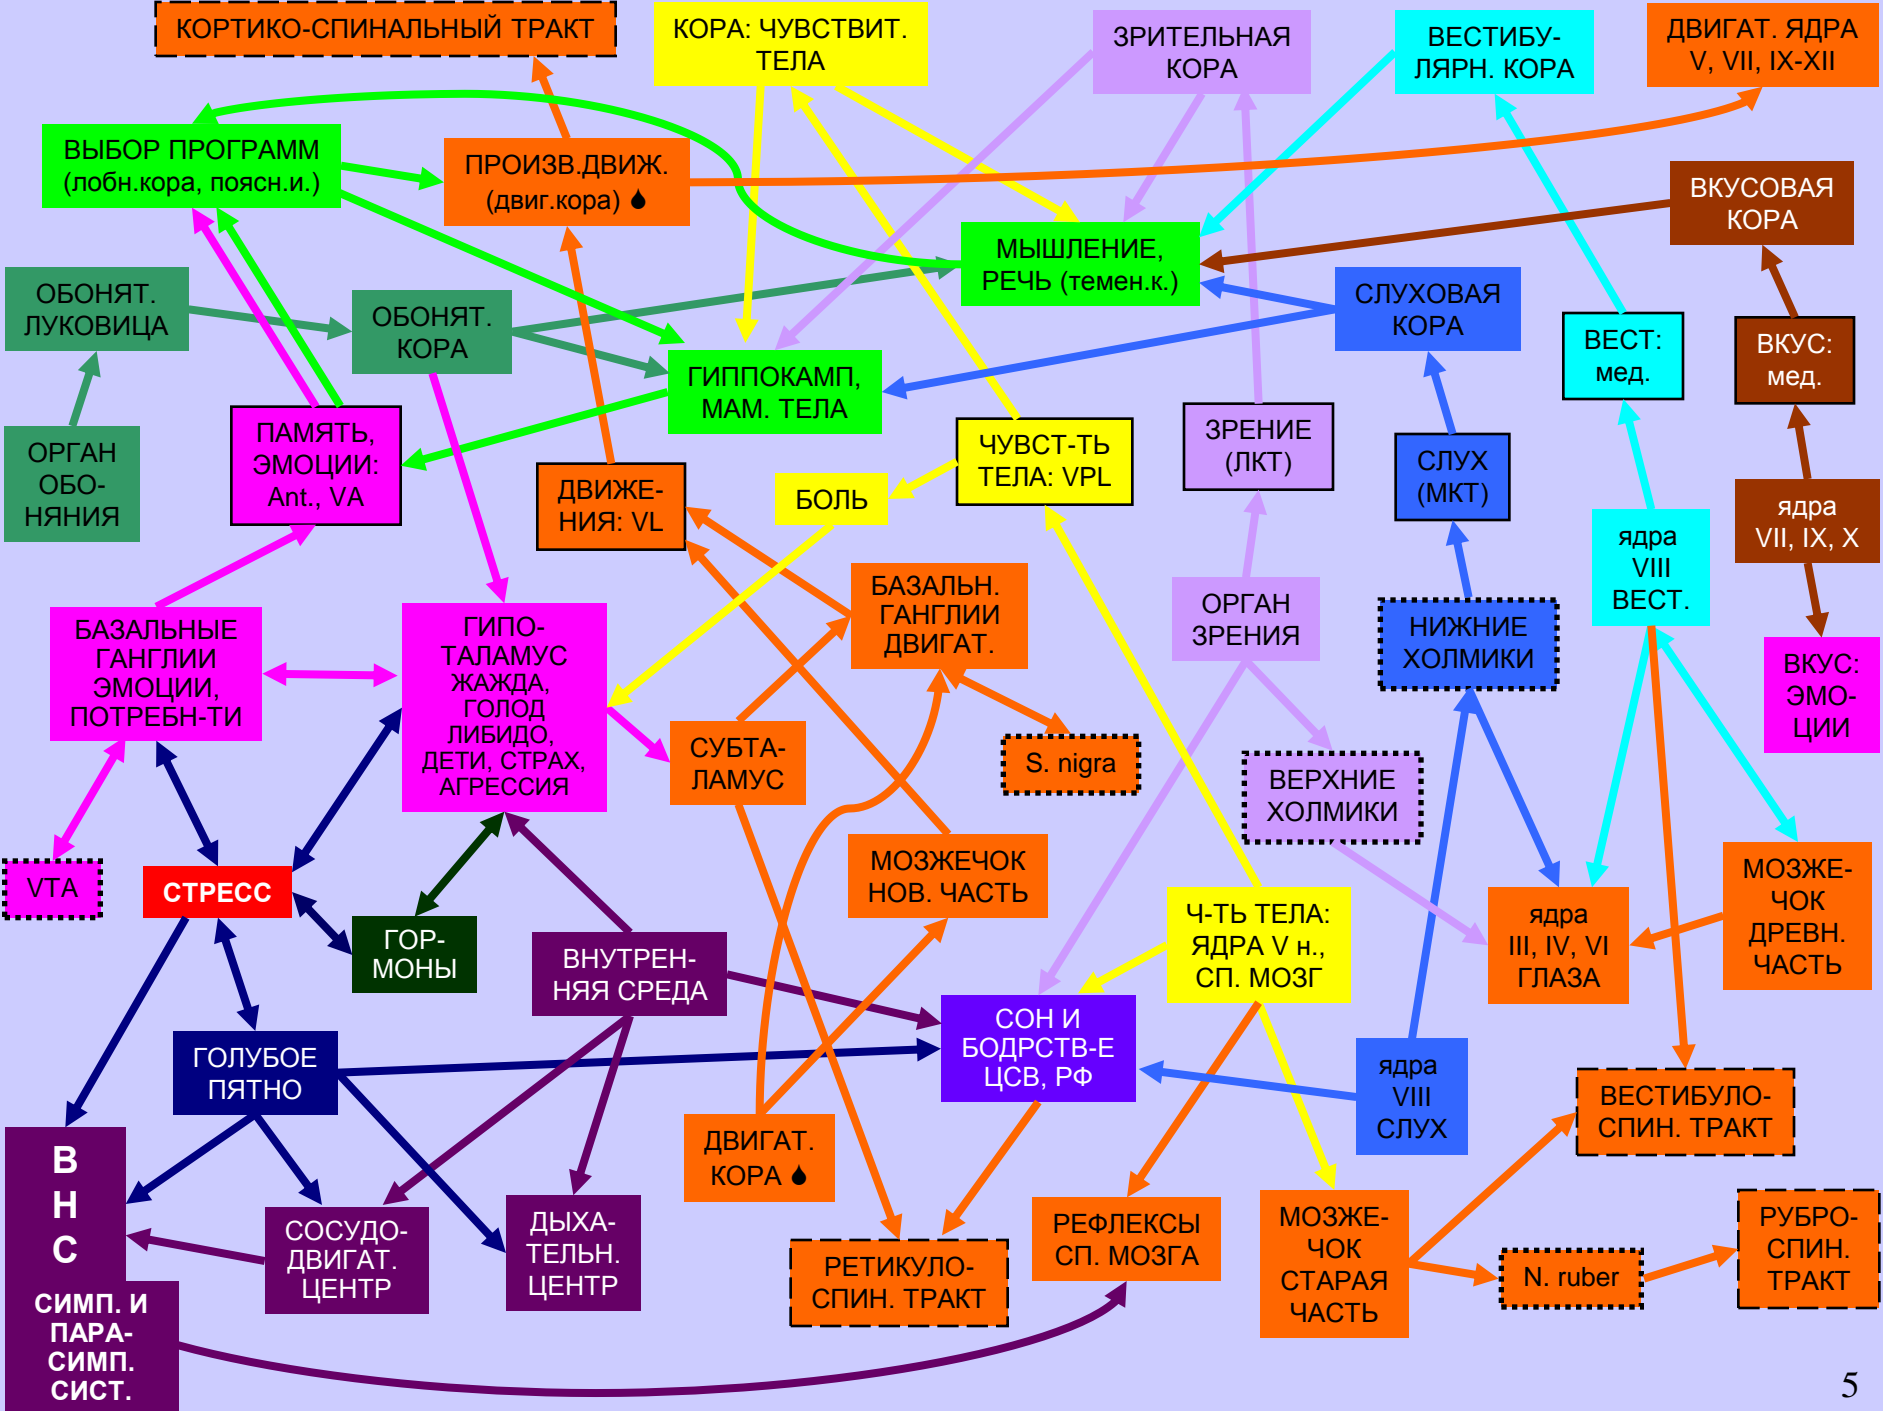 КОРТИКО-СПИНАЛЬНЫЙ ТРАКТ
КОРА: ЧУВСТВИТ.
ТЕЛА
ЗРИТЕЛЬНАЯ
КОРА
ВЕСТИБУ-
ЛЯРН. КОРА
ДВИГАТ. ЯДРА
V, VII, IX-XII
ВЫБОР ПРОГРАММ
(лобн.кора, поясн.и.)
ПРОИЗВ.ДВИЖ.
(двиг.кора)
ВКУСОВАЯ
КОРА
МЫШЛЕНИЕ,
РЕЧЬ (темен.к.)
ОБОНЯТ.
ЛУКОВИЦА
ОБОНЯТ.
КОРА
СЛУХОВАЯ
КОРА
ВЕСТ:
мед.
ВКУС:
мед.
ГИППОКАМП,
МАМ. ТЕЛА
ОРГАН
ОБО-
НЯНИЯ
ПАМЯТЬ,
ЭМОЦИИ:
Ant., VA
ДВИЖЕ-
НИЯ: VL
БОЛЬ
ЧУВСТ-ТЬ
ТЕЛА: VPL
ЗРЕНИЕ
(ЛКТ)
СЛУХ
(МКТ)
ядра
VIII
ВЕСТ.
ядра
VII, IX, X
БАЗАЛЬНЫЕ
ГАНГЛИИ
ЭМОЦИИ,
ПОТРЕБН-ТИ
ГИПО-
ТАЛАМУС
ЖАЖДА,
ГОЛОД
ЛИБИДО,
ДЕТИ, СТРАХ,
АГРЕССИЯ
БАЗАЛЬН.
ГАНГЛИИ
ДВИГАТ.
ОРГАН
ЗРЕНИЯ
НИЖНИЕ
ХОЛМИКИ
ВКУС:
ЭМО-
ЦИИ
СУБТА-
ЛАМУС
S. nigra
ВЕРХНИЕ
ХОЛМИКИ
VTA
СТРЕСС
ГОР-
МОНЫ
ВНУТРЕН-
НЯЯ СРЕДА
МОЗЖЕЧОК
НОВ. ЧАСТЬ
Ч-ТЬ ТЕЛА:
ЯДРА V н.,
СП. МОЗГ
ядра
III, IV, VI
ГЛАЗА
МОЗЖЕ-
ЧОК
ДРЕВН.
ЧАСТЬ
ГОЛУБОЕ
ПЯТНО
СОН И
БОДРСТВ-Е
ЦСВ, РФ
ядра
VIII
СЛУХ
ВЕСТИБУЛО-
СПИН. ТРАКТ
В
Н
С
СИМП. И
ПАРА-
СИМП.
СИСТ.
СОСУДО-
ДВИГАТ.
ЦЕНТР
ДЫХА-
ТЕЛЬН.
ЦЕНТР
ДВИГАТ.
КОРА
РЕТИКУЛО-
СПИН. ТРАКТ
РЕФЛЕКСЫ
СП. МОЗГА
МОЗЖЕ-
ЧОК
СТАРАЯ
ЧАСТЬ
N. ruber
РУБРО-
СПИН.
ТРАКТ
5